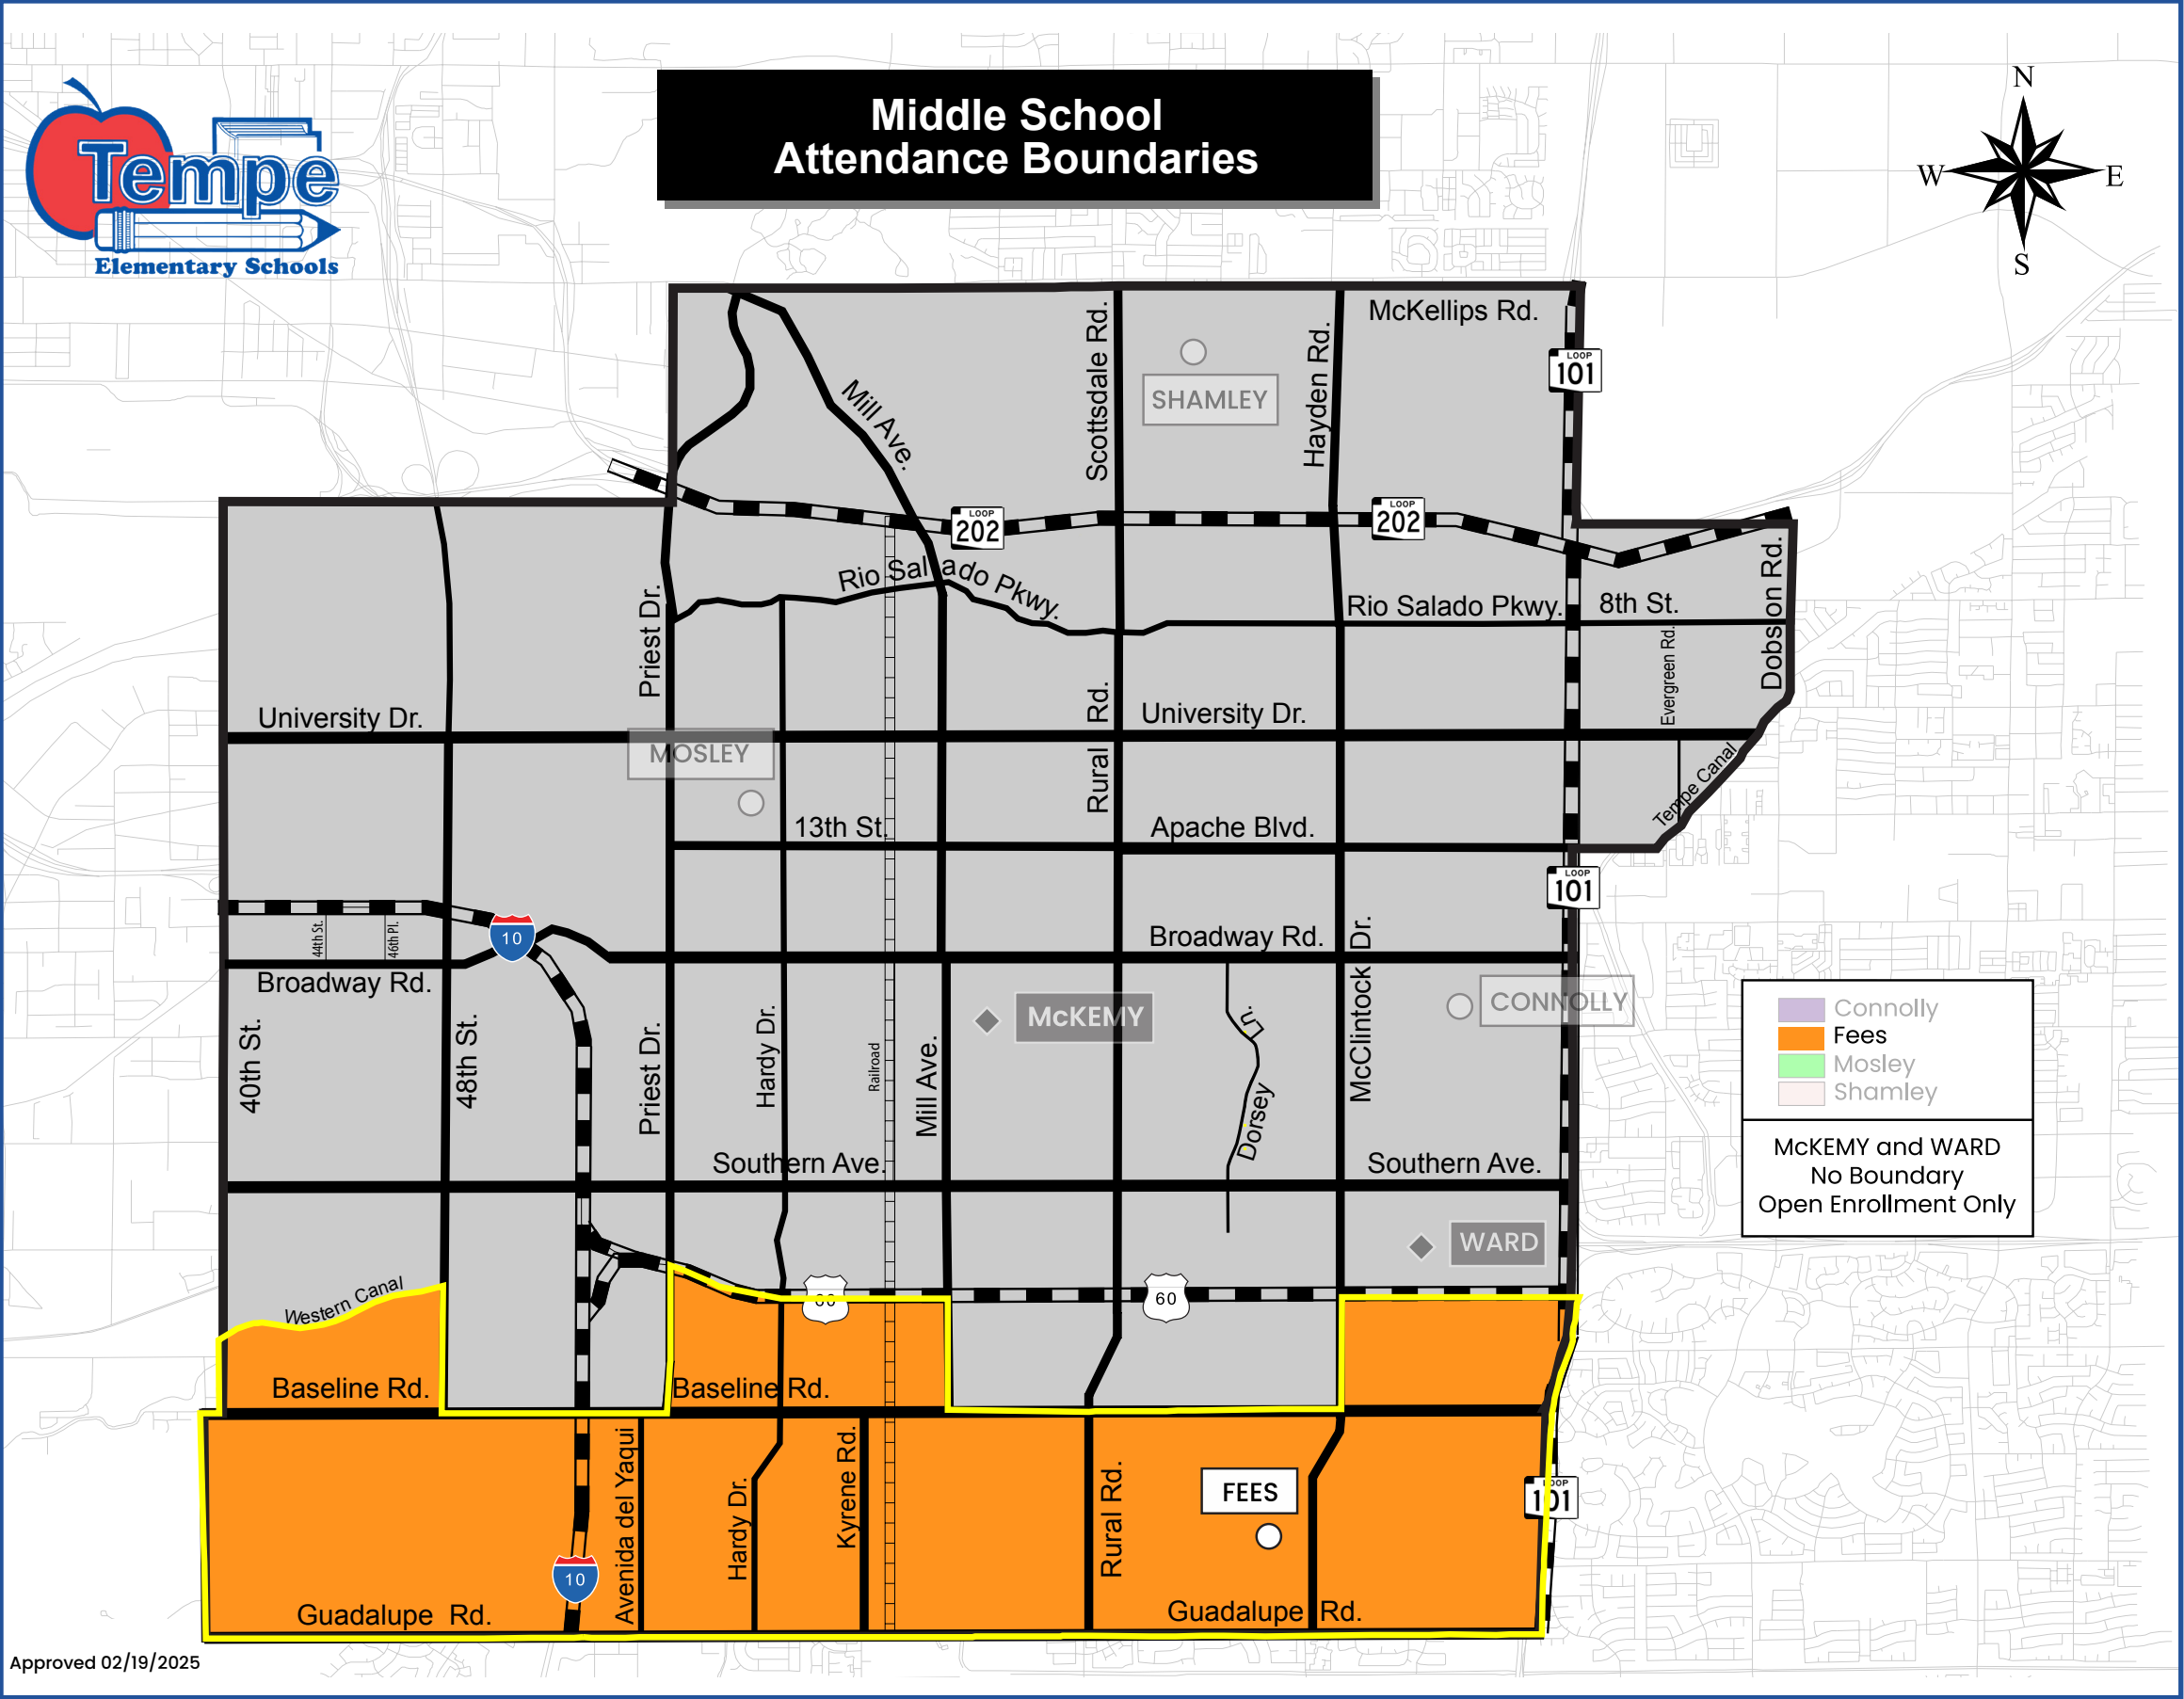 Middle School
Attendance Boundaries
Tempe
Elementary Schools
N
W
E
S
McKellips Rd.
Scottsdale Rd.
Hayden Rd.
Mill Ave.
SHAMLEY
LOOP
101
LOOP
202
LOOP
202
Rio Salado Pkwy.
Rio Salado Pkwy.
8th St.
Dobson Rd.
Evergreen Rd.
Priest Dr.
University Dr.
Rural Rd.
University Dr.
MOSLEY
Tempe Canal
13th St.
Apache Blvd.
LOOP
101
44th St.
46th Pl.
10
Broadway Rd.
Broadway Rd.
McKEMY
CONNOLLY
40th St.
48th St.
Priest Dr.
Hardy Dr.
Railroad
Mill Ave.
Dorsey
Ln.
McClintock Dr.
Southern Ave.
Southern Ave.
WARD
Western Canal
60
60
Baseline Rd.
Baseline Rd.
Avenida del Yaqui
Hardy Dr.
Kyrene Rd.
Rural Rd.
FEES
LOOP
101
10
Guadalupe Rd.
Guadalupe Rd.
Connolly
Fees
Mosley
Shamley
McKEMY and WARD
No Boundary
Open Enrollment Only
Approved 02/19/2025